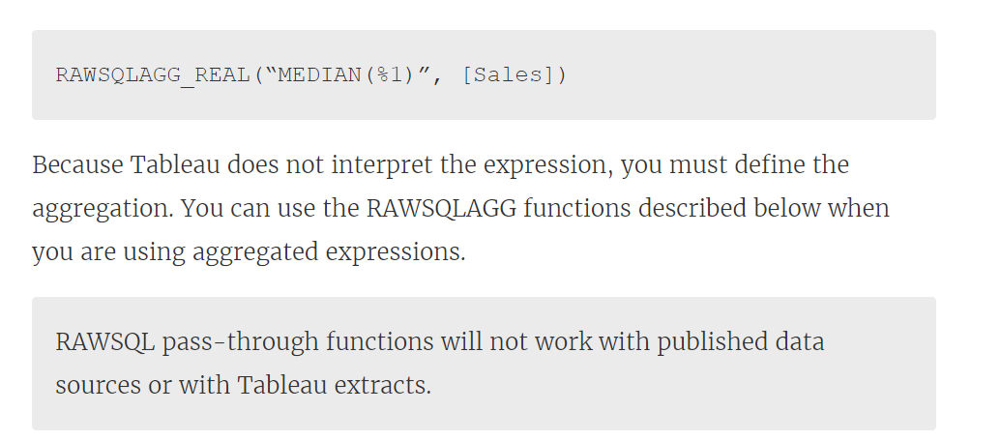 RAWSQLAGG_REAL(“MEDIAN(%1)”, [Sales])
Because Tableau does not interpret the expression, you must define the
aggregation. You can use the RAWSQLAGG functions described below when
you are using aggregated expressions.
RAWSQL pass-through functions will not work with published data
sources or with Tableau extracts.